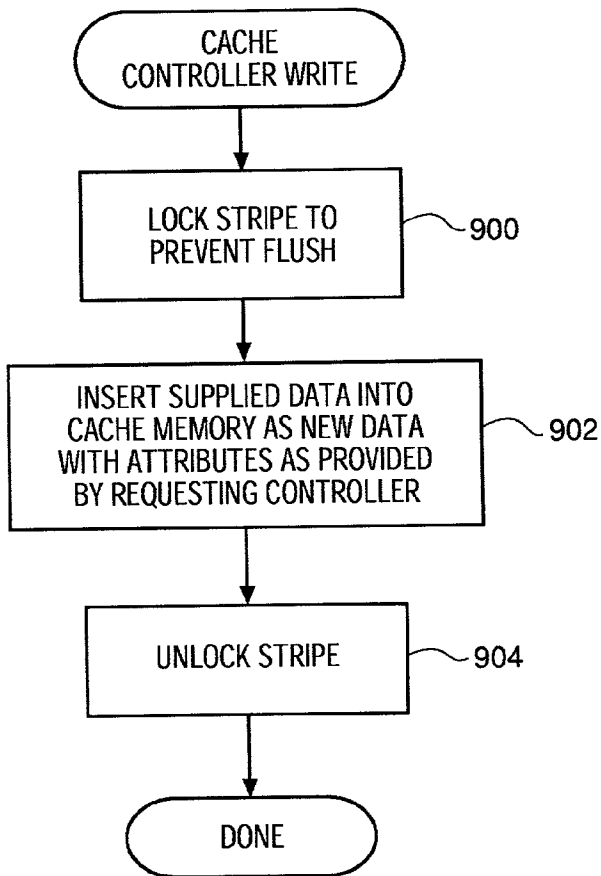 CACHE
CONTROLLER WRITE
LOCK STRIPE TO
PREVENT FLUSH
900
INSERT SUPPLIED DATA INTO
CACHE MEMORY AS NEW DATA
WITH ATTRIBUTES AS PROVIDED
BY REQUESTING CONTROLLER
902
UNLOCK STRIPE
904
DONE